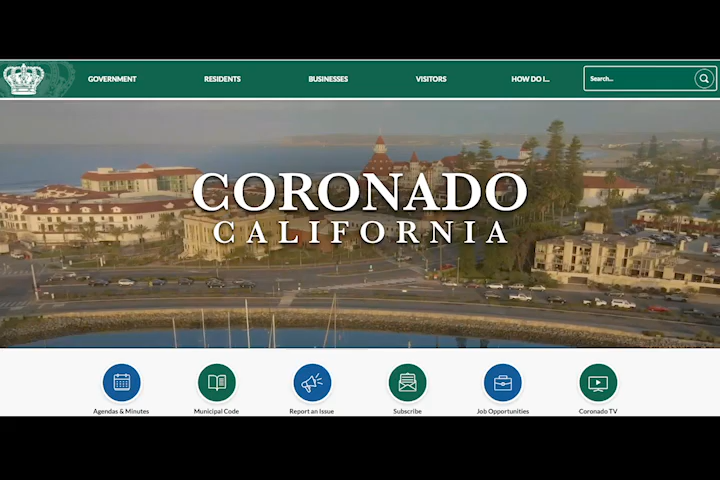 GOVERNMENT
RESIDENTS
BUSINESSES
VISITORS
HOW DO I...
Search...
CORONADO
CALIFORNIA
Agendas & Minutes
Municipal Code
Report an Issue
Subscribe
Job Opportunities
Coronado TV